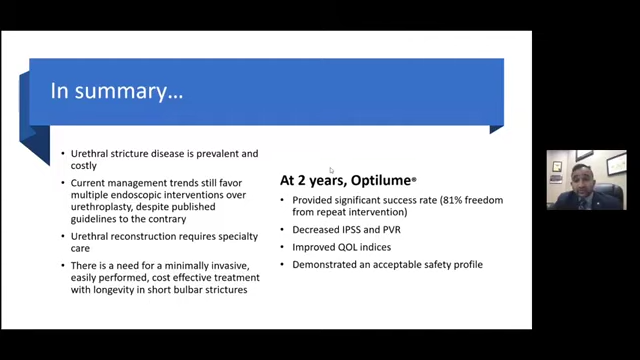 In summary...
• Urethral stricture disease is prevalent and
costly
• Current management trends still favor
multiple endoscopic interventions over
urethroplasty, despite published
guidelines to the contrary
• Urethral reconstruction requires specialty
care
• There is a need for a minimally invasive,
easily performed, cost effective treatment
with longevity in short bulbar strictures
At 2 years, Optilume®
• Provided significant success rate (81% freedom
from repeat intervention)
• Decreased IPSS and PVR
• Improved QOL indices
• Demonstrated an acceptable safety profile